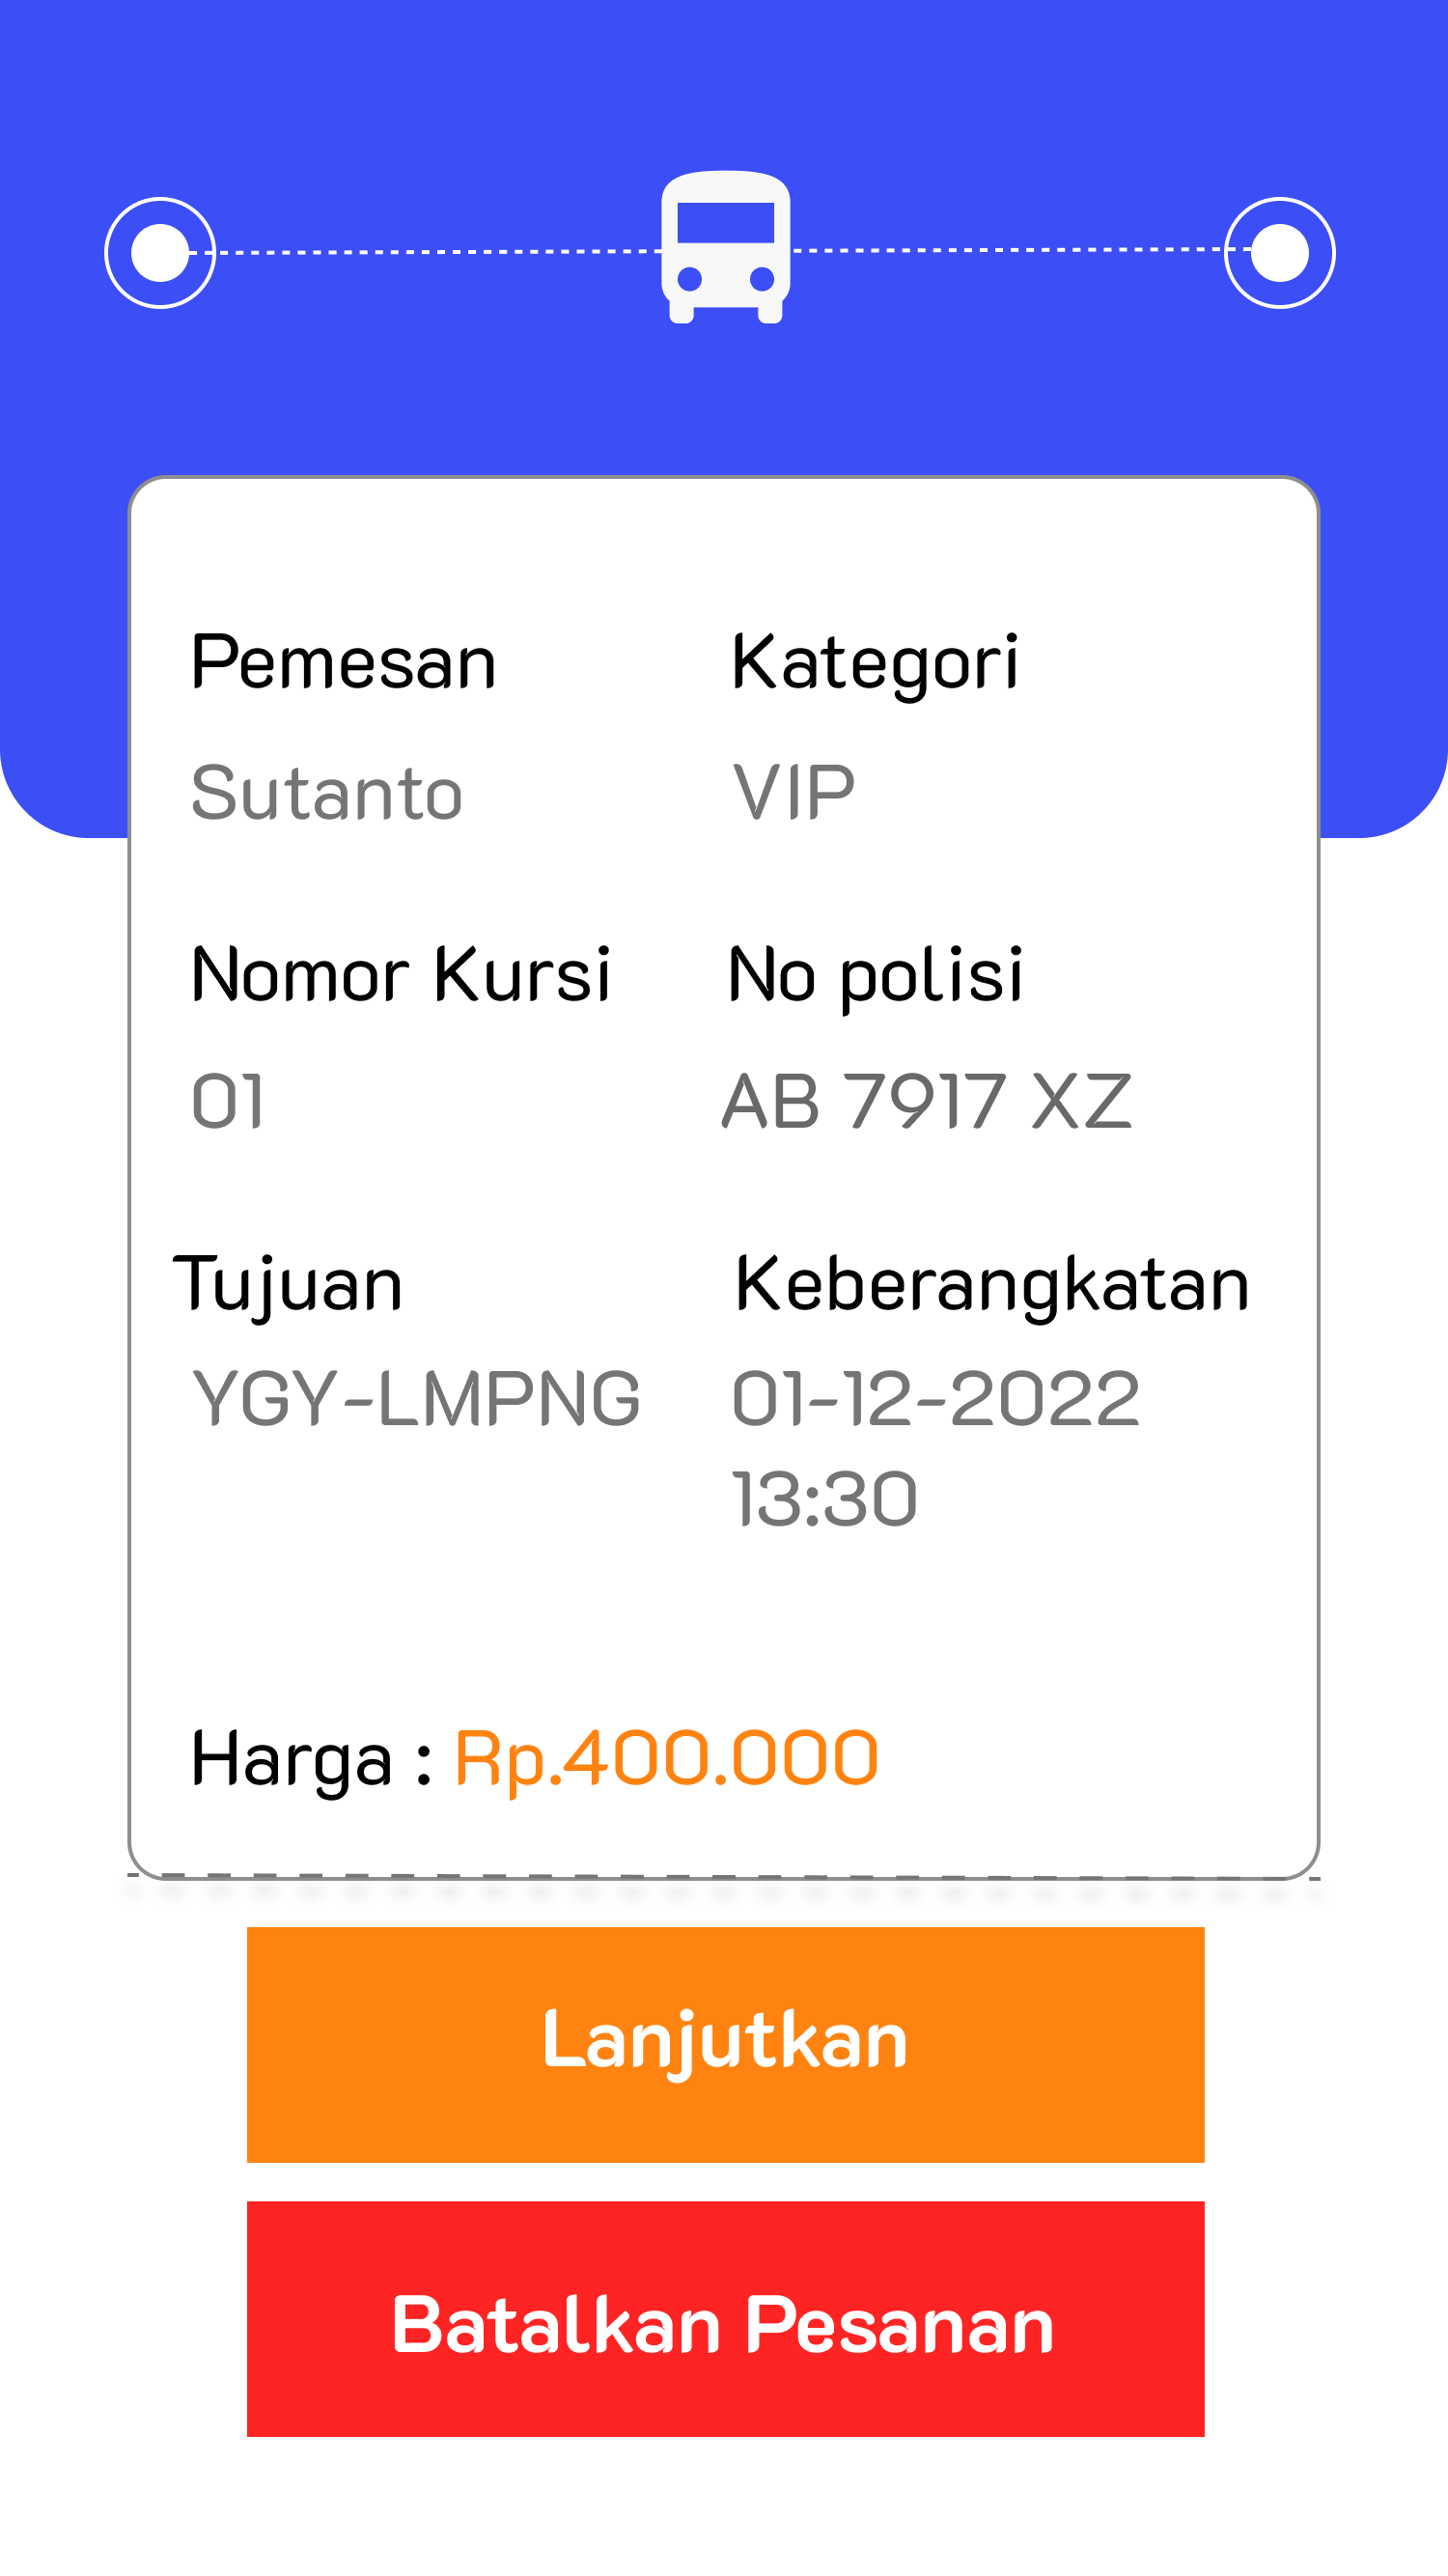 Pemesan Kategori
Sutanto VIP
Nomor Kursi No polisi
01 AB 7917 XZ
Tujuan Keberangkatan
YGY-LMPNG 01-12-2022
13:30
Harga : Rp.400.000
Lanjutkan
Batalkan Pesanan